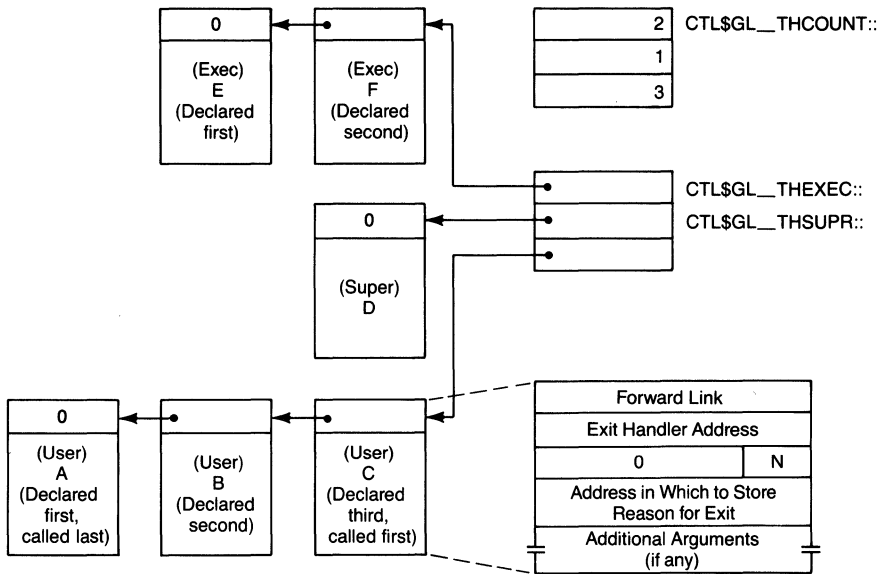 0
(Exec)
E
(Declared
first)
(Exec)
F
(Declared
second)
2 CTL$GL__THCOUNT::
1
3
CTL$GL__THEXEC::
CTL$GL__THSUPR::
0
(Super)
D
0
(User)
A
(Declared
first,
called last)
(User)
B
(Declared
second)
(User)
C
(Declared
third,
called first)
Forward Link
Exit Handler Address
0 N
Address in Which to Store
Reason for Exit
Additional Arguments
(if any)